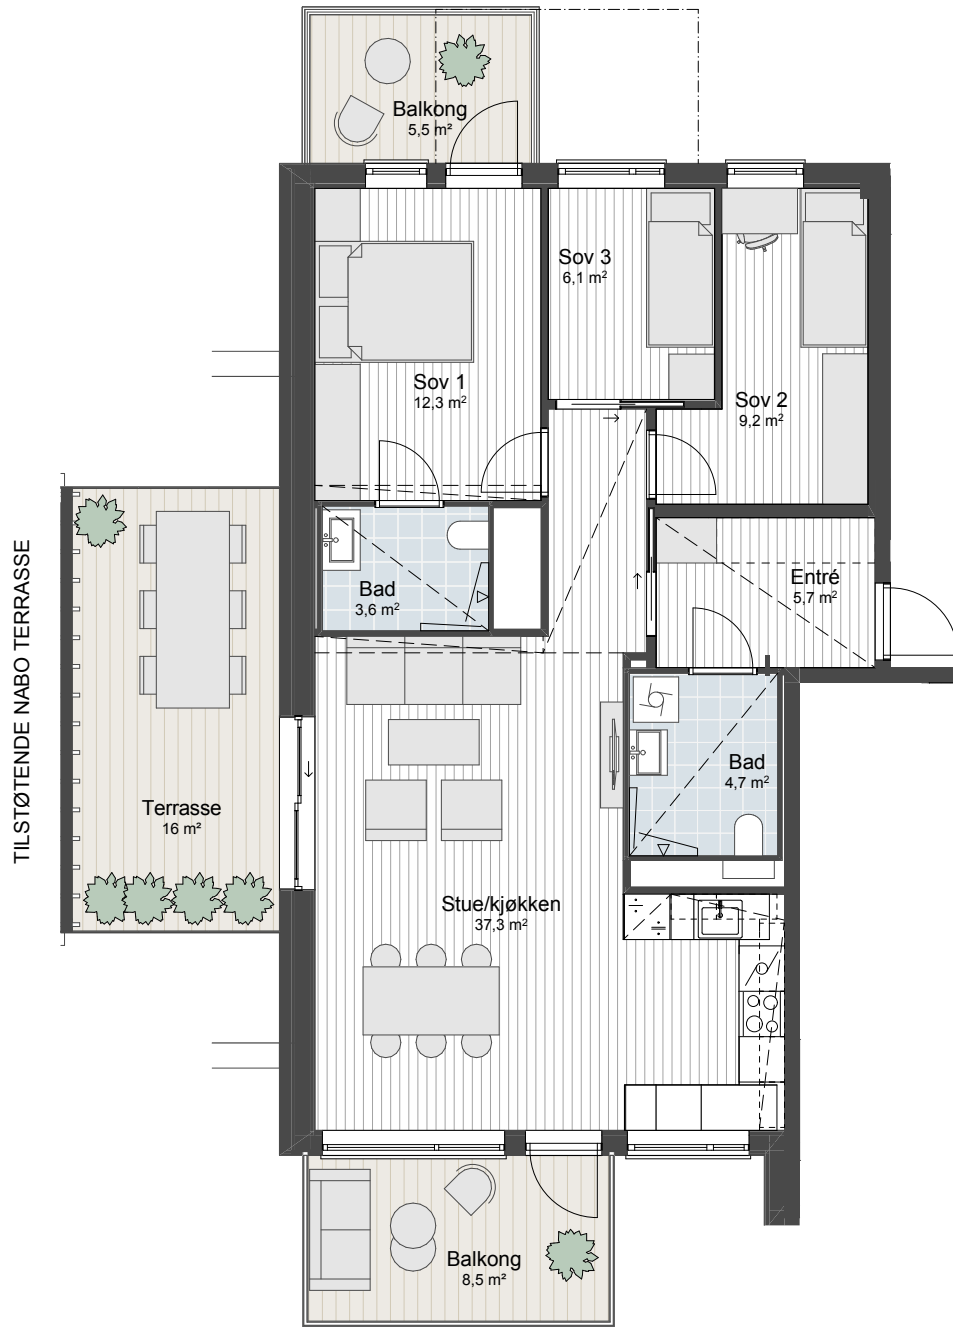 Balkong
5,5 m²
Sov 3
6,1 m²
Sov 1
12,3 m²
Sov 2
9,2 m²
TILSTØTENDE NABO TERRASSE
Bad
3,6 m²
Entré
5,7 m²
Bad
4,7 m²
Terrasse
16 m²
Stue/kjøkken
37,3 m²
Balkong
8,5 m²